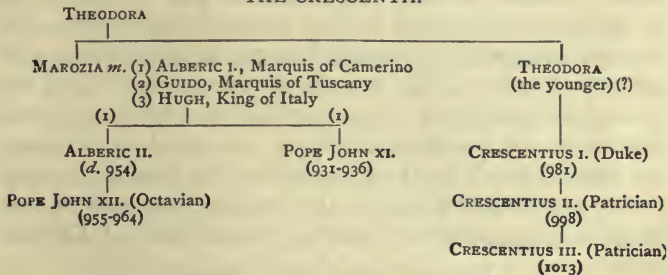 THE CRESCENTII.
THEODORA
MAROZIA m. (1) ALBERIC I., Marquis of Camerino
(2) GUIDO, Marquis of Tuscany
(3) HUGH, King of Italy
THEODORA
(the younger) (?)
(1) (1)
ALBERIC II.
(d. 954)
POPE JOHN XI.
(931-936)
CRESCENTIUS I. (Duke)
(981)
POPE JOHN XII. (Octavian)
(955-964)
CRESCENTIUS II. (Patrician)
(998)
CRESCENTIUS III. (Patrician)
(1013)